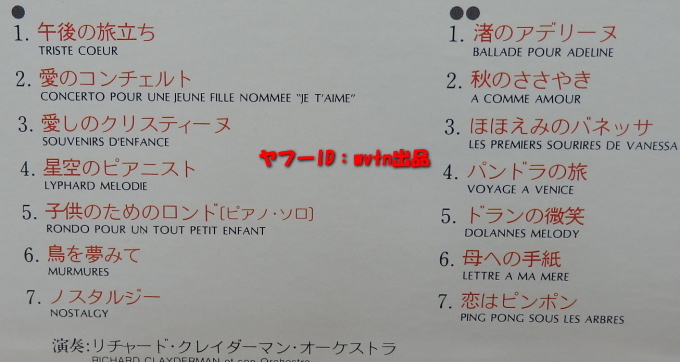 ●
1. 午後の旅立ち
TRISTE COEUR
2. 愛のコンチェルト
CONCERTO POUR UNE JEUNE FILLE NOMMEE "JE T'AIME"
3. 愛しのクリスティーヌ
SOUVENIRS D'ENFANCE
4. 星空のピアニスト
LYPHARD MELODIE
5. 子供のためのロンド〔ピアノ・ソロ〕
RONDO POUR UN TOUT PETIT ENFANT
6. 鳥を夢みて
MURMURES
7. ノスタルジー
NOSTALGY
演奏:リチャード・クレイダーマン・オーケストラ
RICHARD CLAYDERMAN et son Orchestre
●●
1. 渚のアデリーヌ
BALLADE POUR ADELINE
2. 秋のささやき
A COMME AMOUR
3. ほほえみのバネッサ
LES PREMIERS SOURIRES DE VANESSA
4. パンドラの旅
VOYAGE A VENICE
5. ドランの微笑
DOLANNES MELODY
6. 母への手紙
LETTRE A MA MERE
7. 恋はピンポン
PING PONG SOUS LES ARBRES
ヤフーID:mvtn出品